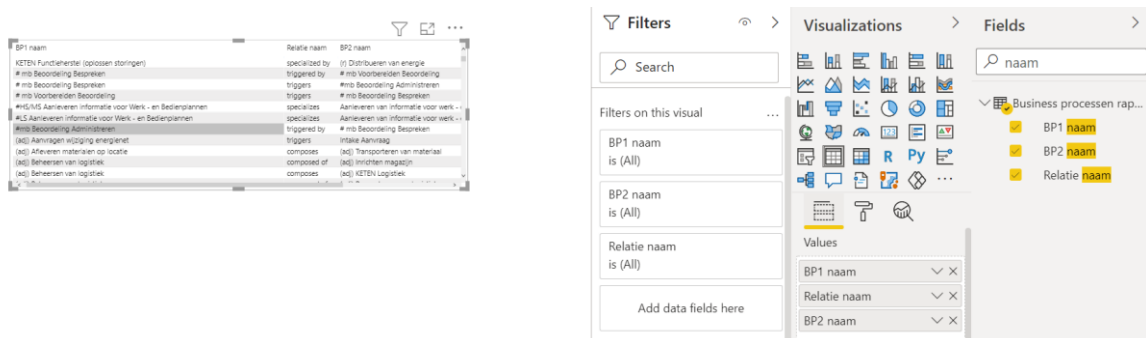 BP1 naam Relatie naam BP2 naam
KETEN Functieherstel (oplossen storingen) specialized by (r) Distribueren van energie
# mb Beoordeling Bespreken triggered by # mb Voorbereiden Beoordeling
# mb Beoordeling Bespreken triggers #mb Beoordeling Administreren
# mb Voorbereiden Beoordeling triggers # mb Beoordeling Bespreken
#HS/MS Aanleveren informatie voor Werk - en Bedienplannen specializes Aanleveren van informatie voor werk -
#LS Aanleveren informatie voor Werk - en Bedienplannen specializes Aanleveren van informatie voor werk -
#mb Beoordeling Administreren triggered by # mb Beoordeling Bespreken
(adj) Aanvragen wijziging energienet triggers Intake Aanvraag
(adj) Afleveren materialen op locatie composes (adj) Transporteren van materiaal
(adj) Beheersen van logistiek composed of (adj) Inrichten magazijn
(adj) Beheersen van logistiek composes (adj) KETEN Logistiek
Filters
Search
Filters on this visual ...
BP1 naam
is (All)
BP2 naam
is (All)
Relatie naam
is (All)
Add data fields here
Visualizations
123
R Py
...
Values
BP1 naam
Relatie naam
BP2 naam
Fields
naam
Business processen rap...
BP1 naam
BP2 naam
Relatie naam